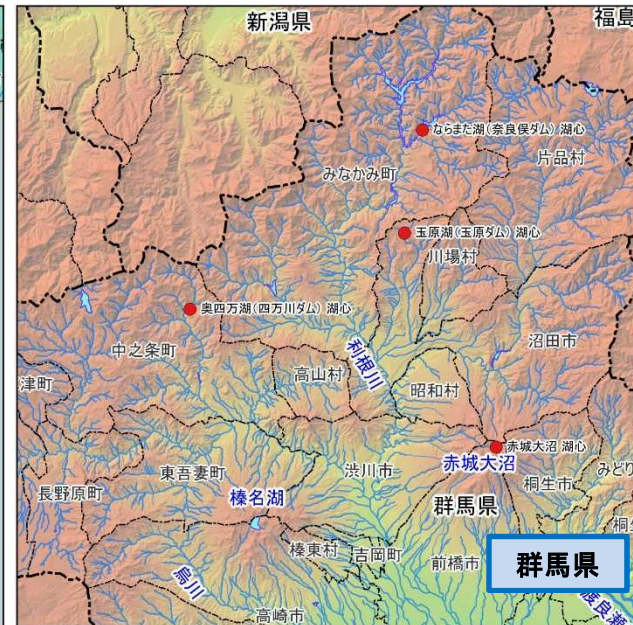 新潟県
福島
ならまた湖(奈良俣ダム)湖心
片品村
みなかみ町
玉原湖(玉原ダム)湖心
川場村
奥四万湖(四万川ダム)湖心
中之条町
利根川
沼田市
高山村
昭和村
津町
赤城大沼 湖心
赤城大沼
渋川市
東吾妻町
みどり
桐生市
長野原町
榛名湖
群馬県
桐生
榛東村
吉岡町
前橋市
群馬県
烏川
渡良瀬
高崎市